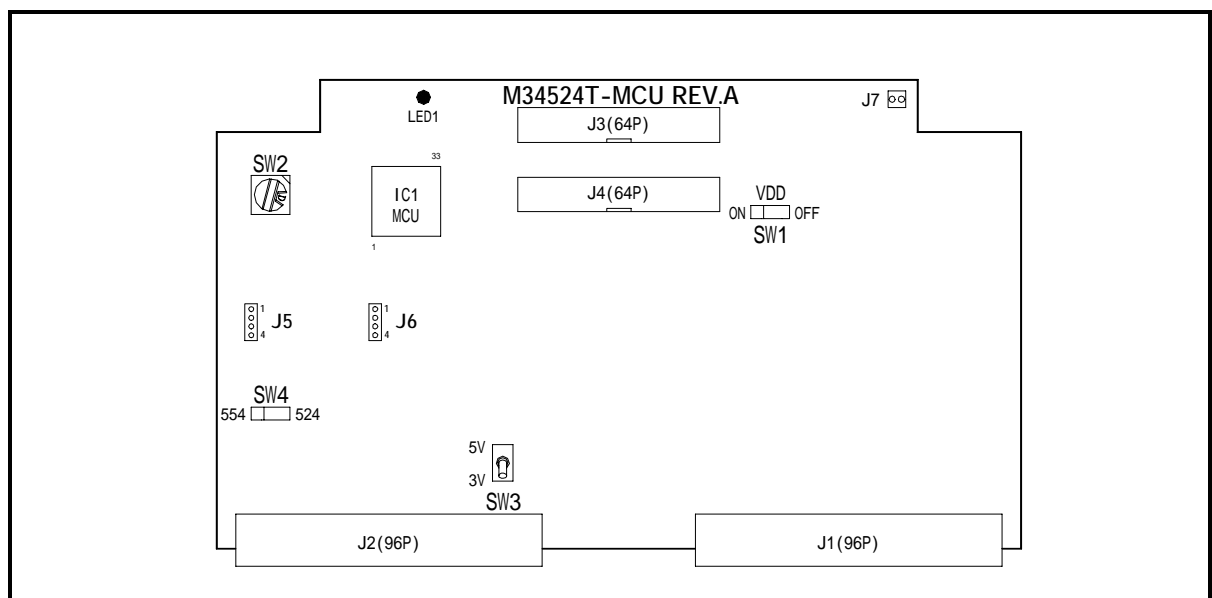 M34524T-MCU REV.A
LED1
J3(64P)
J7
SW2
33
IC1
MCU
1
J4(64P)
VDD
ON OFF
SW1
1
J5
4
1
J6
4
SW4
554 524
5V
3V
SW3
J2(96P)
J1(96P)